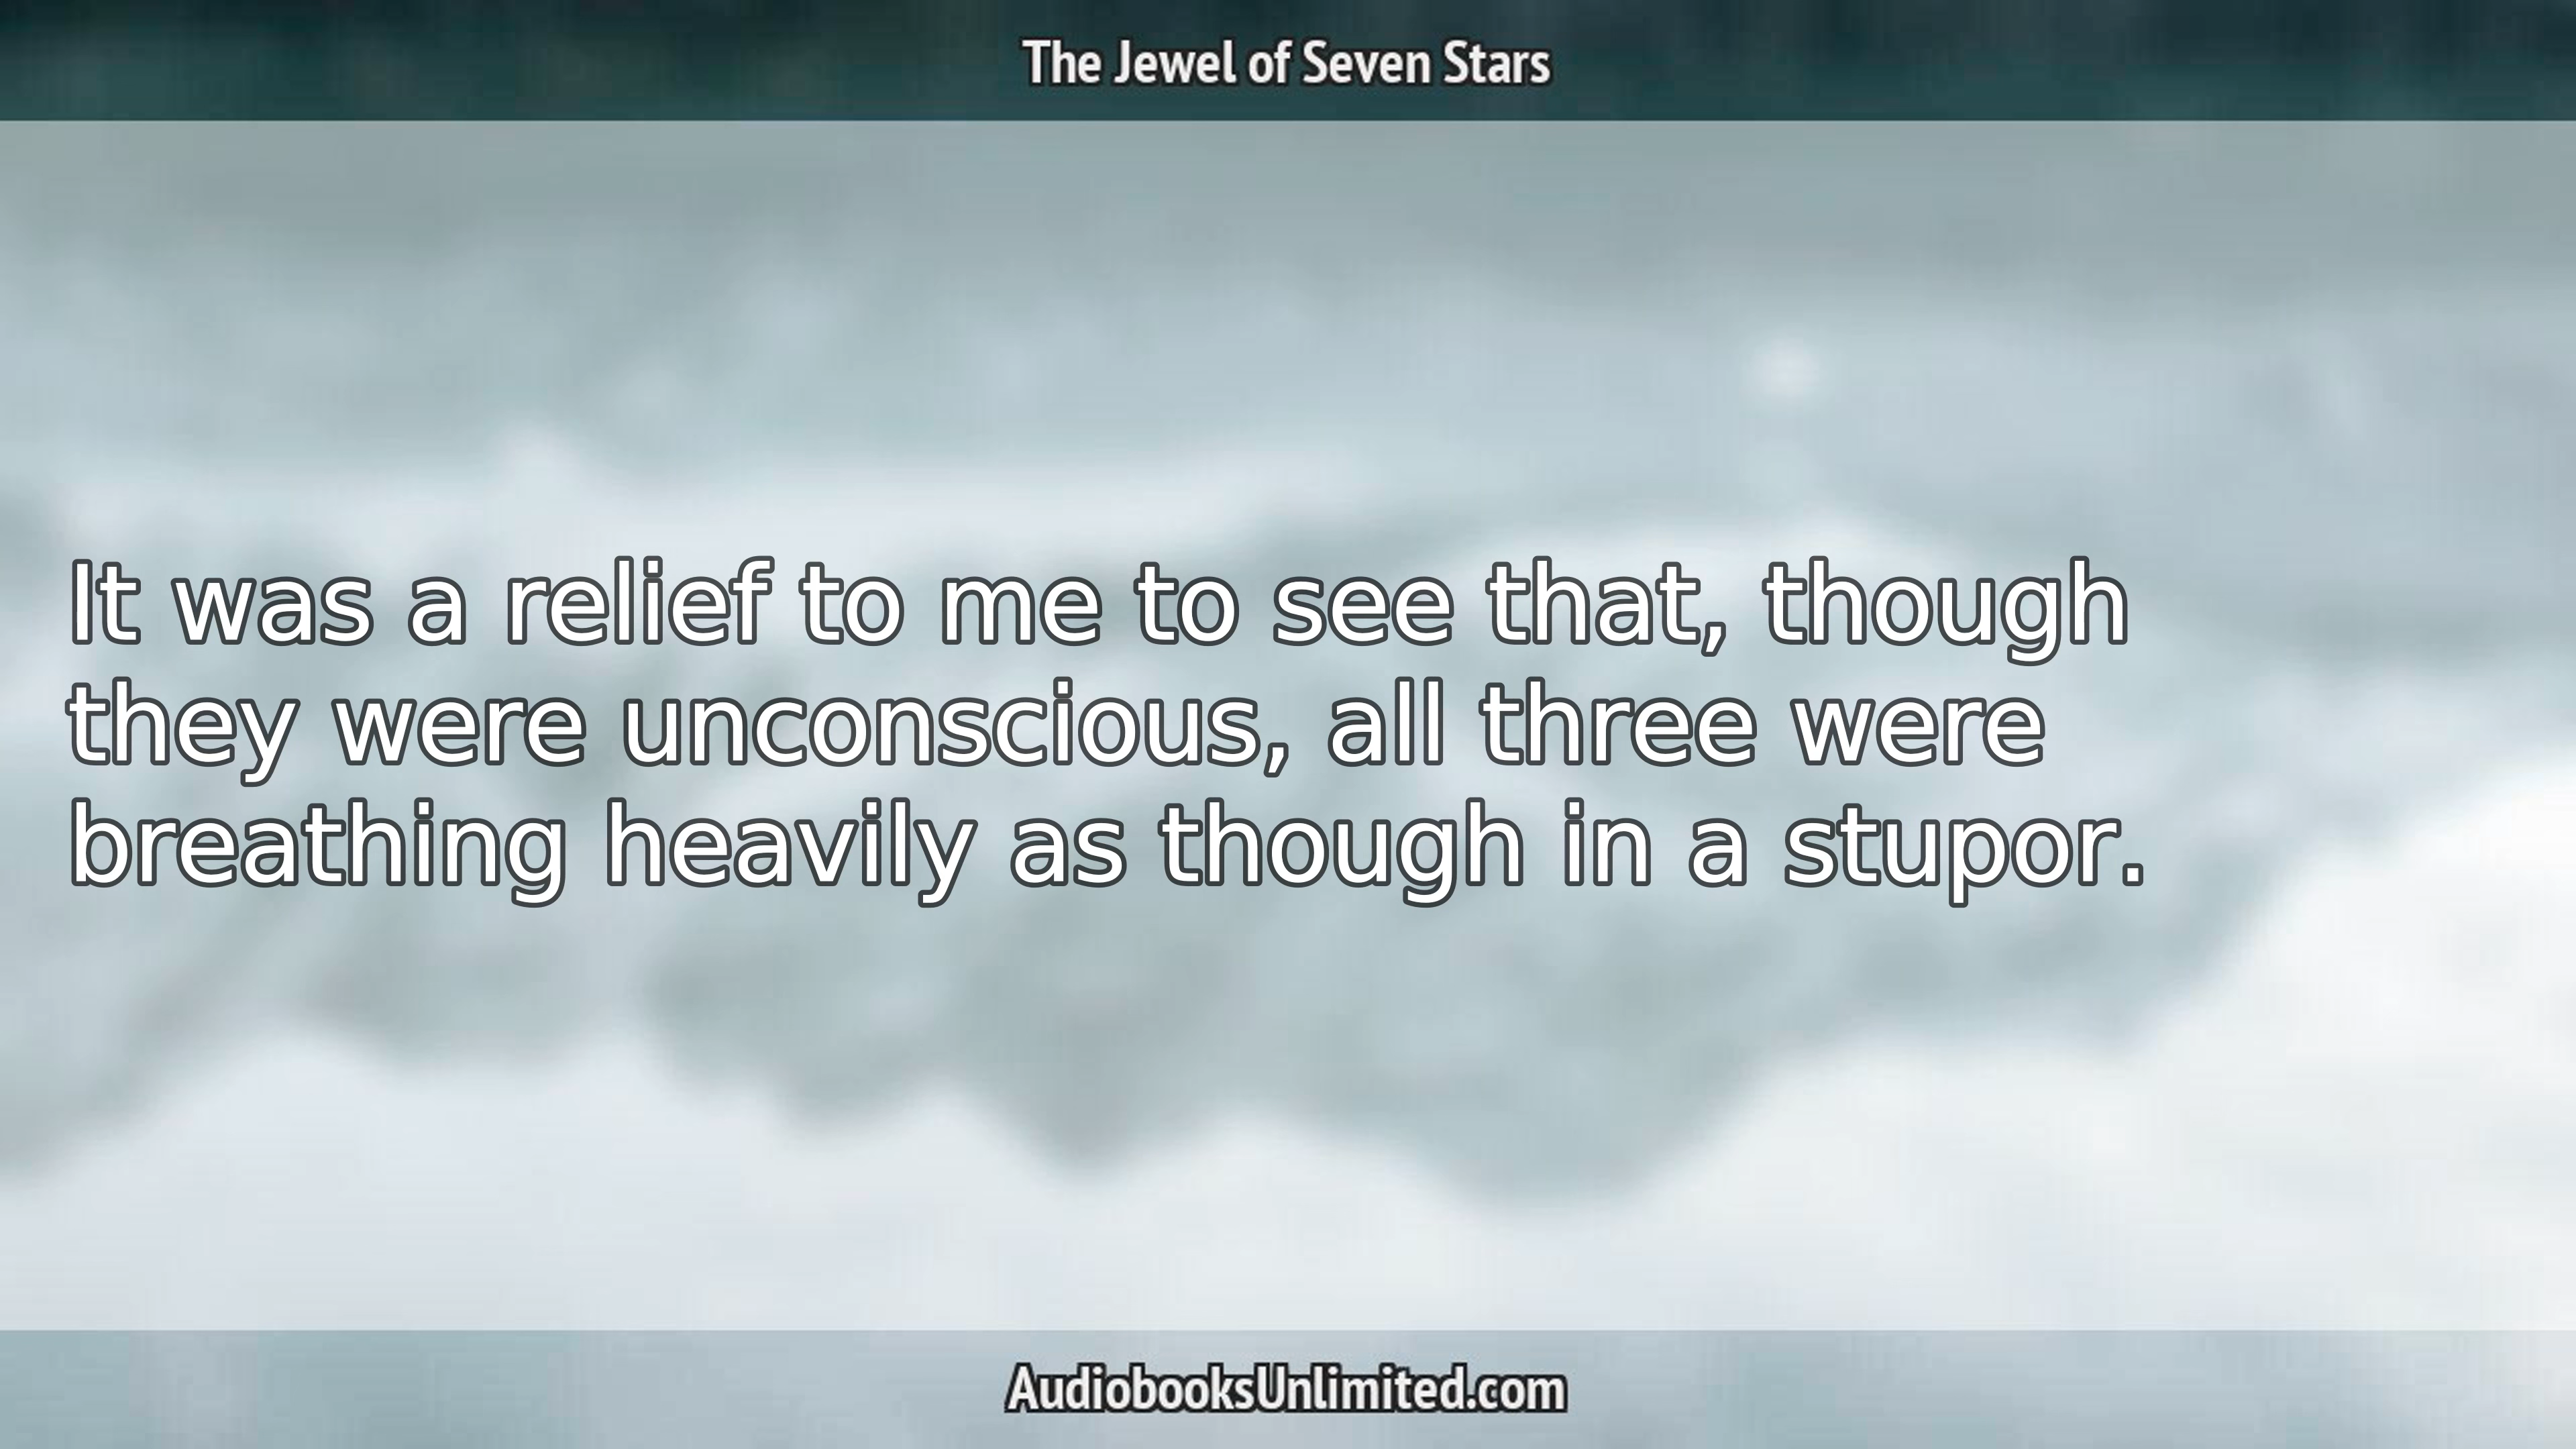 The Jewel of Seven Stars
It was a relief to me to see that, though
they were unconscious, all three were
breathing heavily as though in a stupor.
AudiobooksUnlimited.com